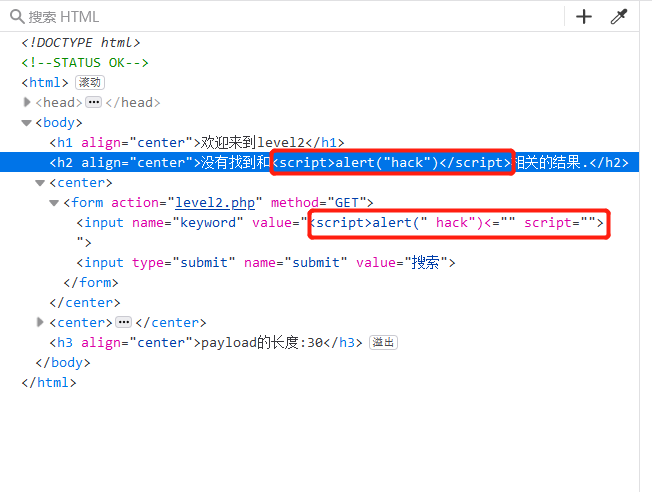 搜索 HTML
<!DOCTYPE html>
<!--STATUS OK-->
<html> 滚动
<head> ••• </head>
<body>
<h1 align="center">欢迎来到level2</h1>
<h2 align="center">没有找到和<script>alert("hack")</script>相关的结果.</h2>
<center>
<form action="level2.php" method="GET">
<input name="keyword" value="<script>alert(" hack")<="" script="">
">
<input type="submit" name="submit" value="搜索">
</form>
</center>
<center> ••• </center>
<h3 align="center">payload的长度:30</h3> 溢出
</body>
</html>